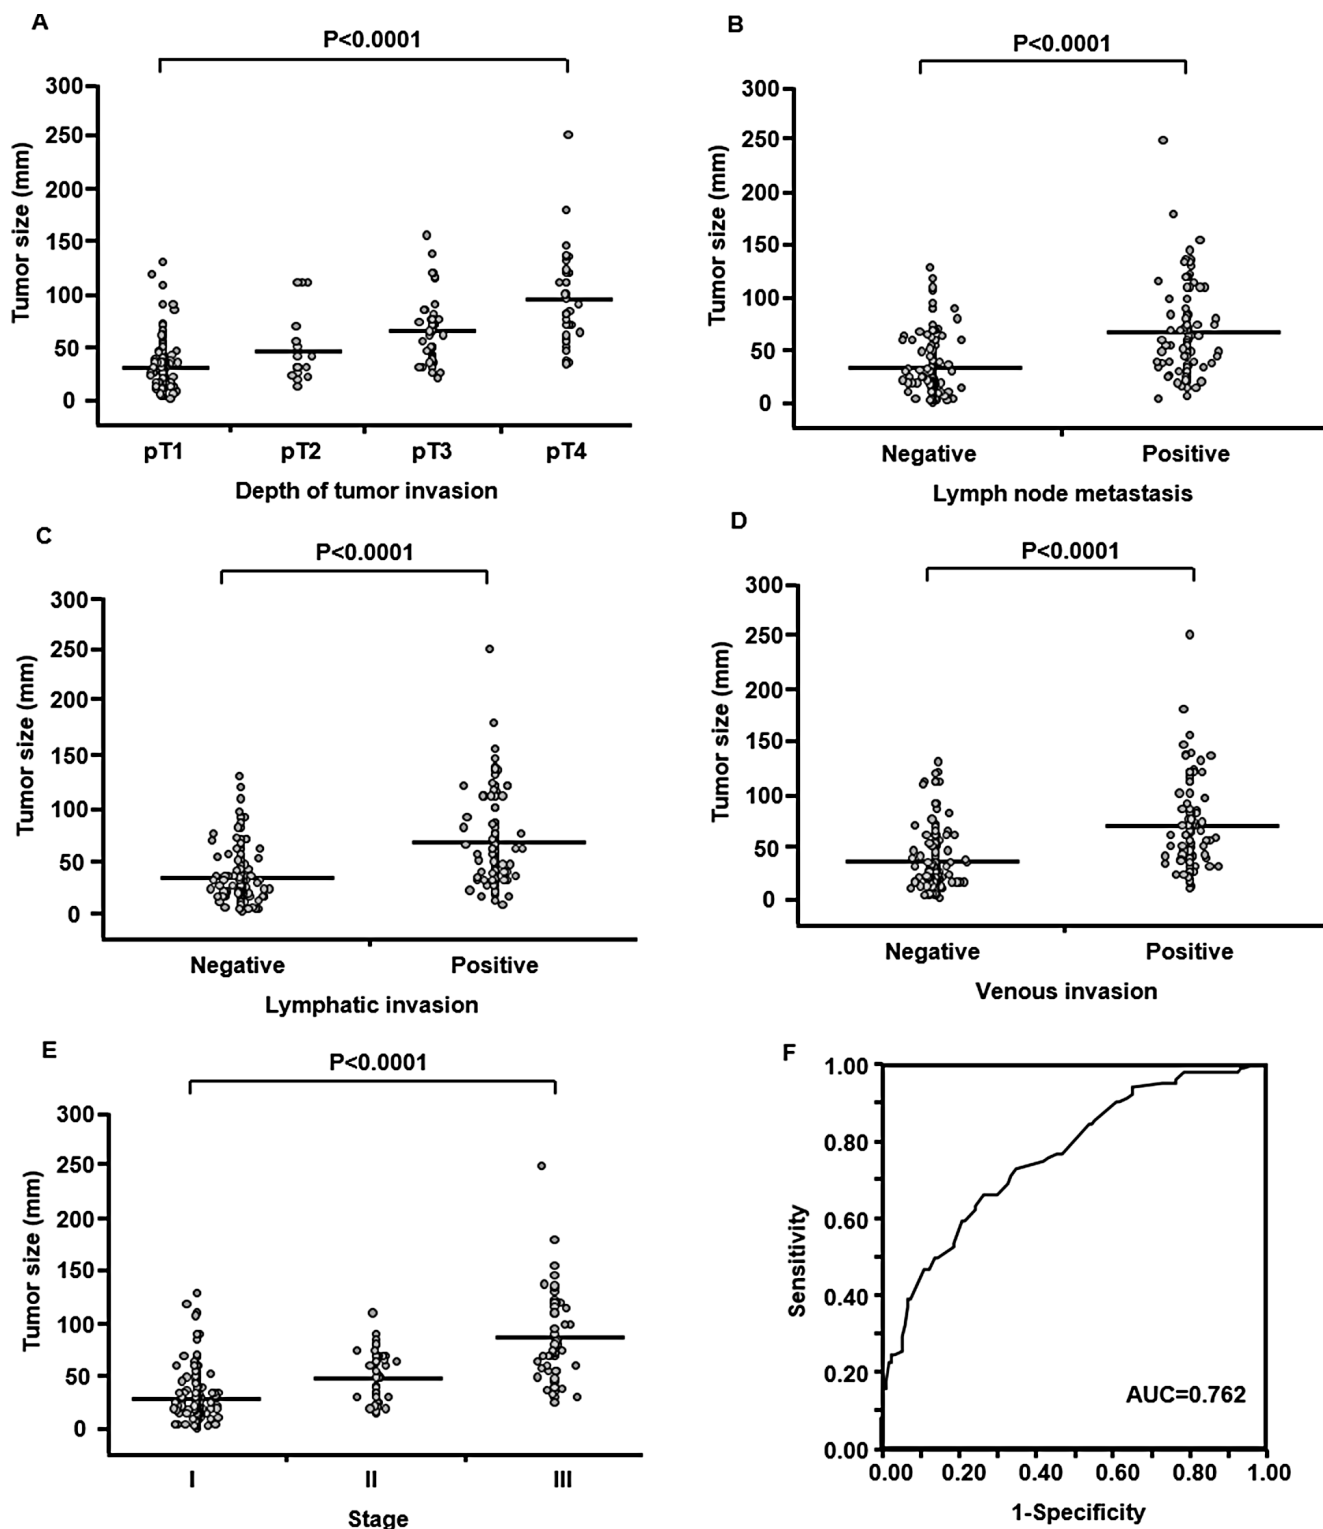 A
P<0.0001
300
250
200
150
100
50
0
Tumor size (mm)
pT1 pT2 pT3 pT4
Depth of tumor invasion
B
P<0.0001
300
250
200
150
100
50
0
Tumor size (mm)
Negative Positive
Lymph node metastasis
C
P<0.0001
300
250
200
150
100
50
0
Tumor size (mm)
Negative Positive
Lymphatic invasion
D
P<0.0001
300
250
200
150
100
50
0
Tumor size (mm)
Negative Positive
Venous invasion
E
P<0.0001
300
250
200
150
100
50
0
Tumor size (mm)
I II III
Stage
F
1.00
0.80
0.60
0.40
0.20
0.00
Sensitivity
AUC=0.762
0.00 0.20 0.40 0.60 0.80 1.00
1-Specificity